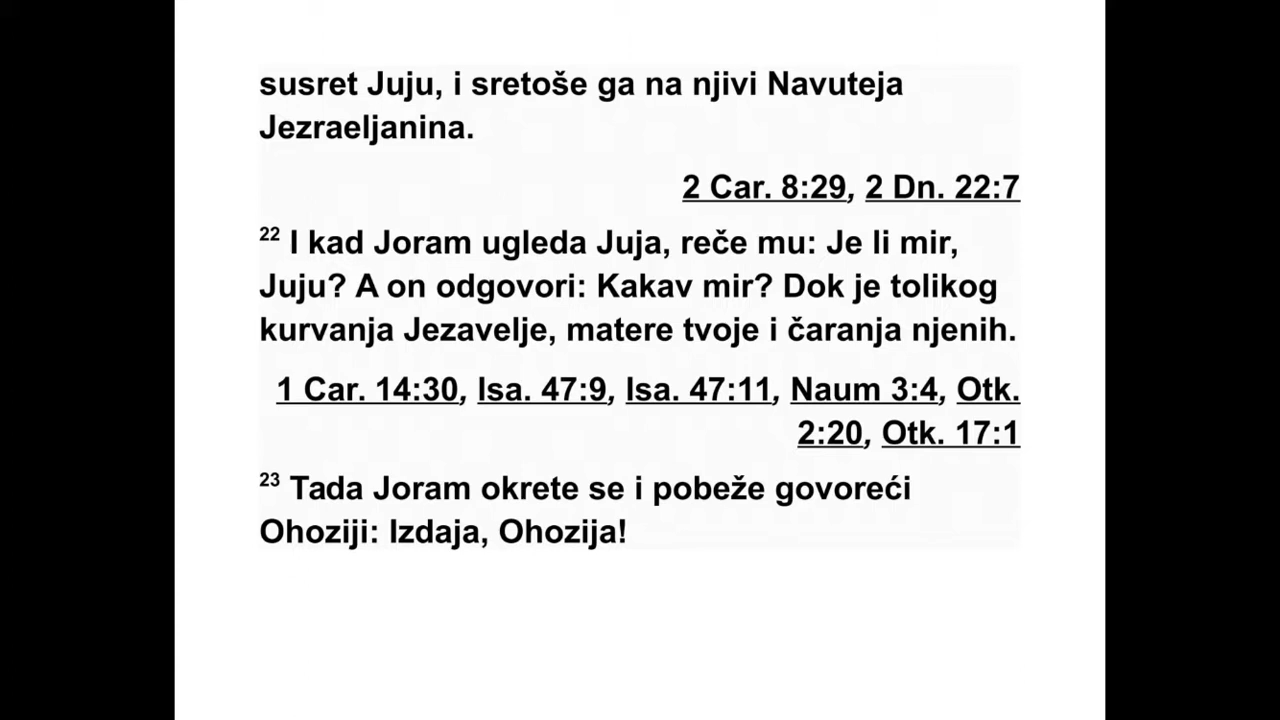 susret Juju, i sretoše ga na njivi Navuteja
Jezraeljanina.
2 Car. 8:29, 2 Dn. 22:7
22 I kad Joram ugleda Juja, reče mu: Je li mir,
Juju? A on odgovori: Kakav mir? Dok je tolikog
kurvanja Jezavelje, matere tvoje i čaranja njenih.
1 Car. 14:30, Isa. 47:9, Isa. 47:11, Naum 3:4, Otk.
2:20, Otk. 17:1
23 Tada Joram okrete se i pobeže govoreći
Ohoziji: Izdaja, Ohozija!